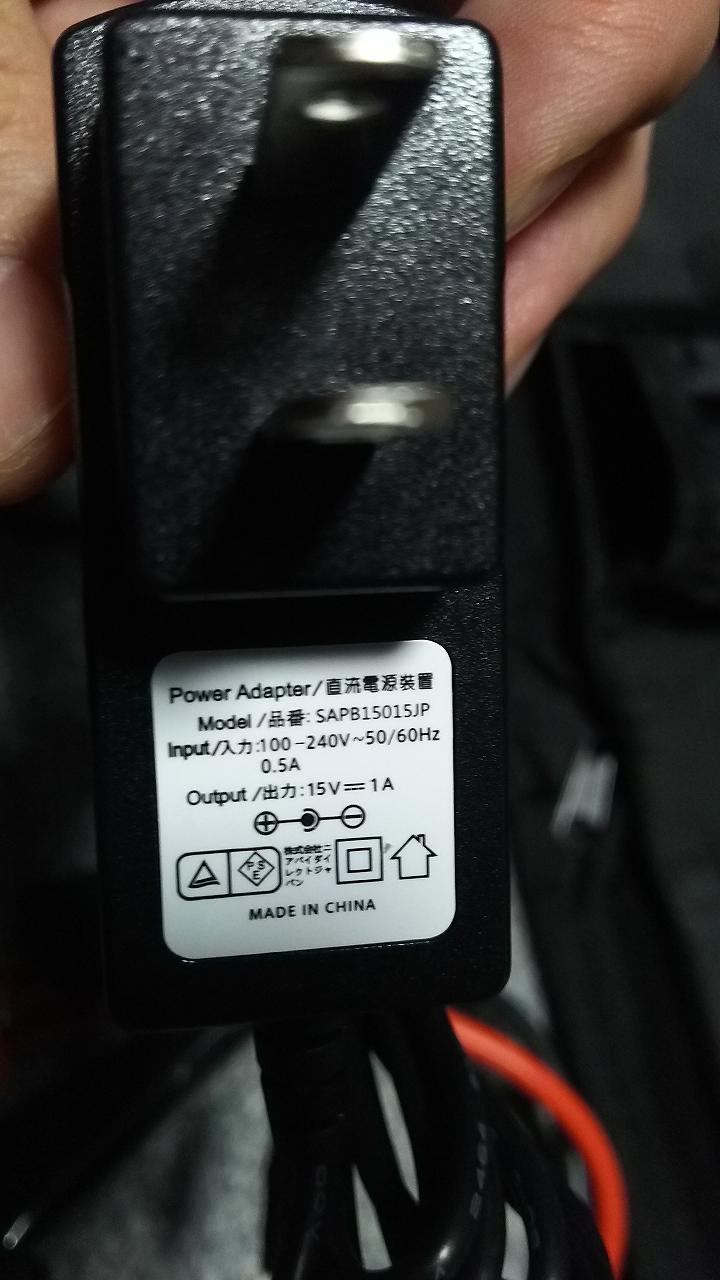 Power Adapter/直流電源装置
Model /品番: SAPB15015JP
Input/入力:100-240V~50/60Hz
0.5A
Output /出力:15V⎓1A
PSE
株式会社ニ
アバイダイ
レクトジャ
パン
MADE IN CHINA